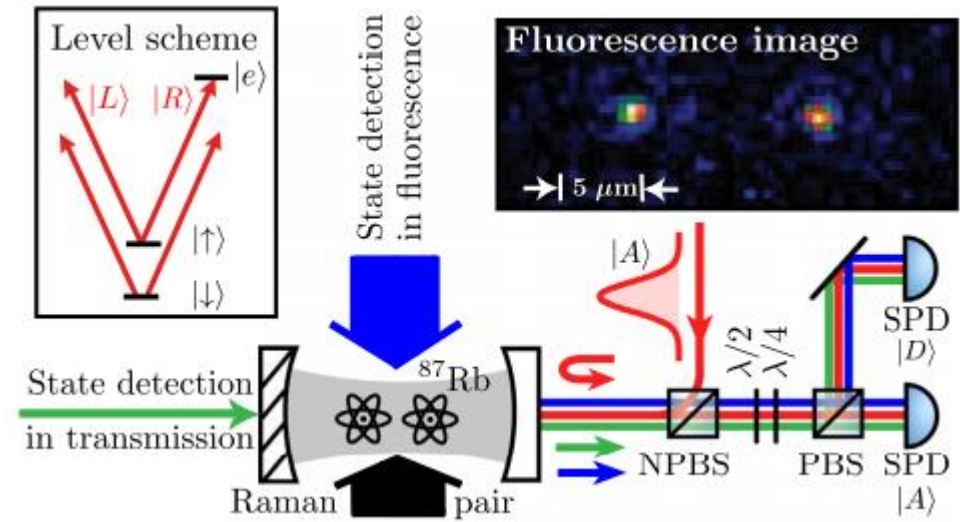 Level scheme
|e⟩
|L⟩ |R⟩
|↑⟩
|↓⟩
State detection
in fluorescence
Fluorescence image
5 μm
|A⟩
λ/2
λ/4
SPD
|D⟩
87Rb
State detection
in transmission
NPBS
PBS
SPD
|A⟩
Raman pair